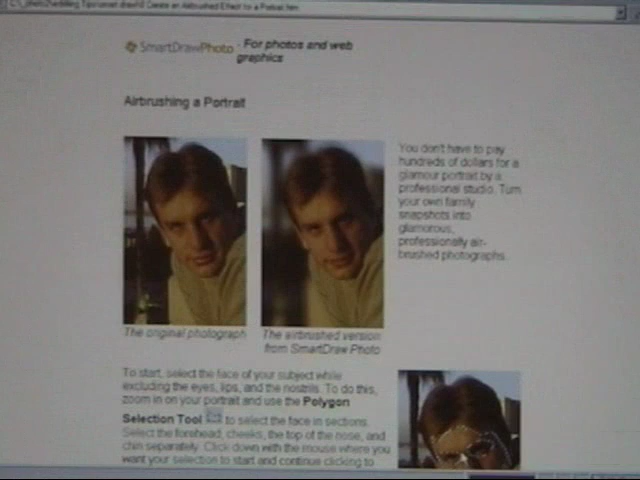 SmartDrawPhoto - For photos and web
graphics
Airbrushing a Portrait
You don't have to pay
hundreds of dollars for a
glamour portrait by a
professional studio. Turn
your own family
snapshots into
glamorous,
professionally air-
brushed photographs.
The original photograph
The airbrushed version
from SmartDraw Photo
To start, select the face of your subject while
excluding the eyes, lips, and the nostrils. To do this,
zoom in on your portrait and use the Polygon
Selection Tool to select the face in sections.
Select the forehead, cheeks, the top of the nose, and
chin separately. Click down with the mouse where you
want your selection to start and continue clicking to